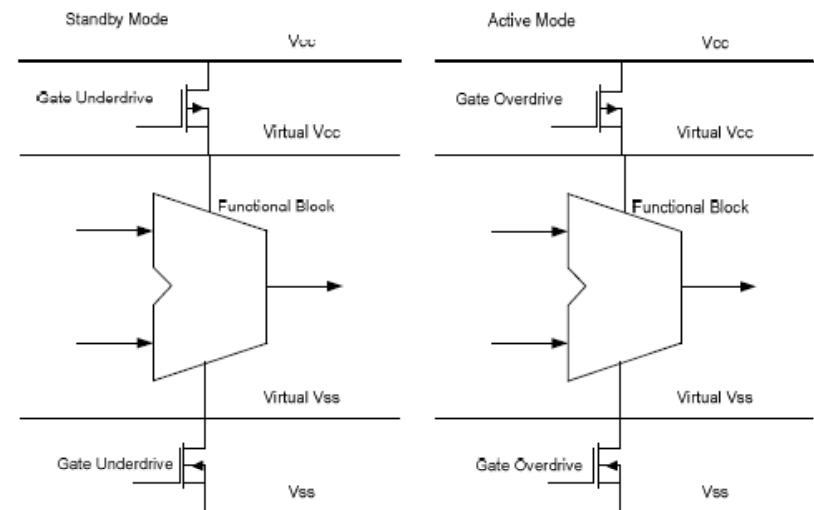 Standby Mode
Vcc
Gate Underdrive
Virtual Vcc
Functional Block
Virtual Vss
Gate Underdrive
Vss
Active Mode
Vcc
Gate Overdrive
Virtual Vcc
Functional Block
Virtual Vss
Gate Overdrive
Vss